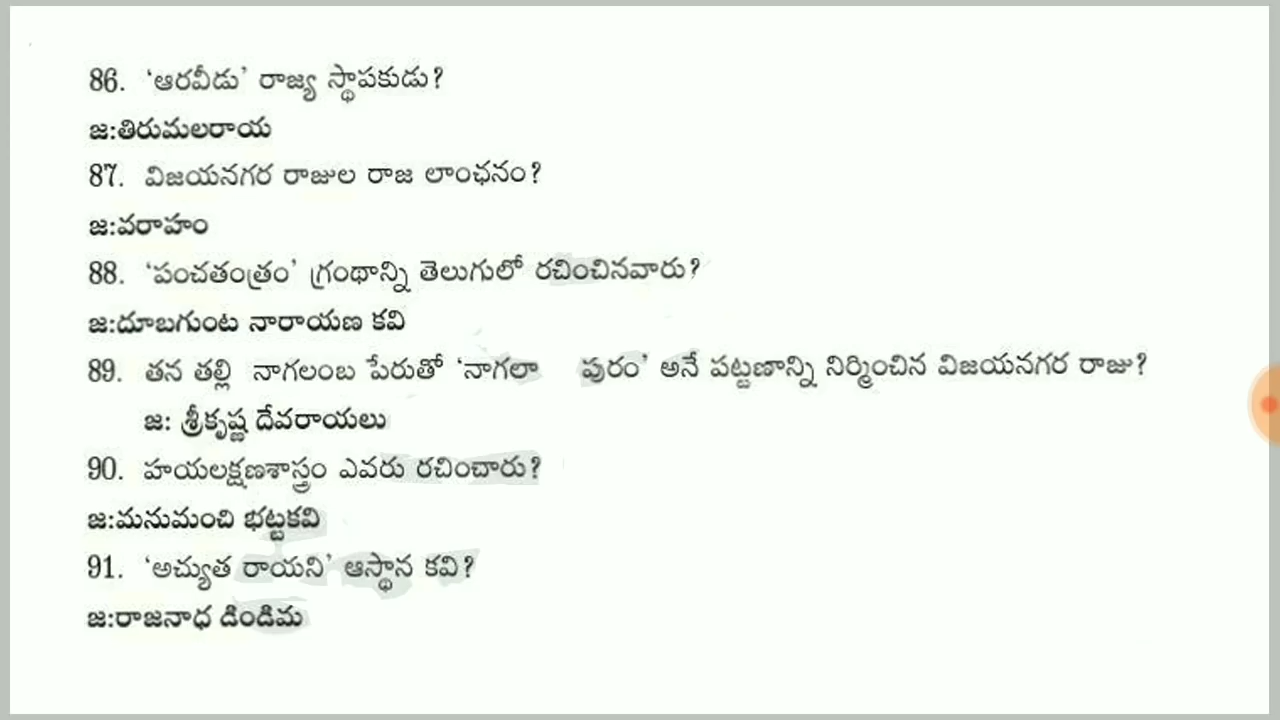 86. ‘ఆరవీడు’ రాజ్య స్థాపకుడు?
జ:తిరుమలరాయ
87. విజయనగర రాజుల రాజ లాంఛనం?
జ:వరాహం
88. ‘పంచతంత్రం’ గ్రంథాన్ని తెలుగులో రచించినవారు?
జ:దూబగుంట నారాయణ కవి
89. తన తల్లి నాగలంబ పేరుతో ‘నాగలా పురం’ అనే పట్టణాన్ని నిర్మించిన విజయనగర రాజు?
జ: శ్రీకృష్ణ దేవరాయలు
90. హయలక్షణశాస్త్రం ఎవరు రచించారు?
జ:మనుమంచి భట్టకవి
91. ‘అచ్యుత రాయని’ ఆస్థాన కవి?
జ:రాజనాధ డిండిమ